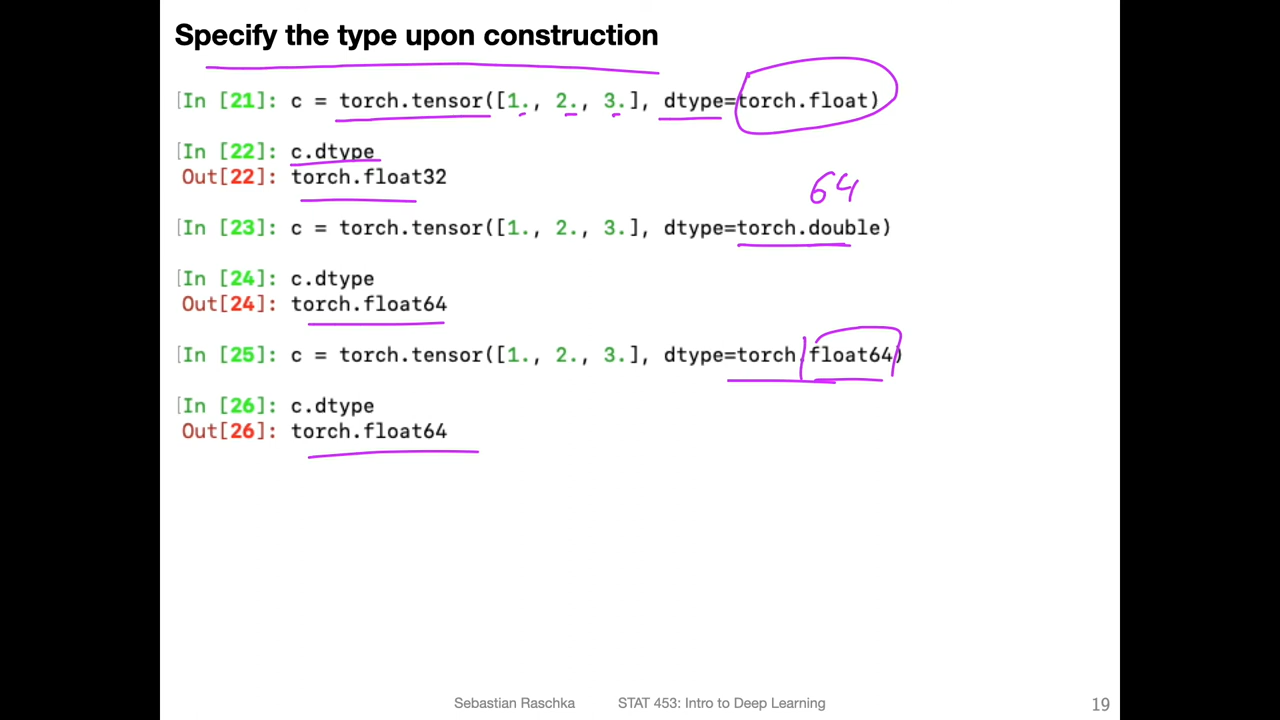 Specify the type upon construction
[In [21]: c = torch.tensor([1., 2., 3.], dtype=torch.float)
[In [22]: c.dtype
Out[22]: torch.float32
64
[In [23]: c = torch.tensor([1., 2., 3.], dtype=torch.double)
[In [24]: c.dtype
Out[24]: torch.float64
[In [25]: c = torch.tensor([1., 2., 3.], dtype=torch.float64)
[In [26]: c.dtype
Out[26]: torch.float64
Sebastian Raschka STAT 453: Intro to Deep Learning 19